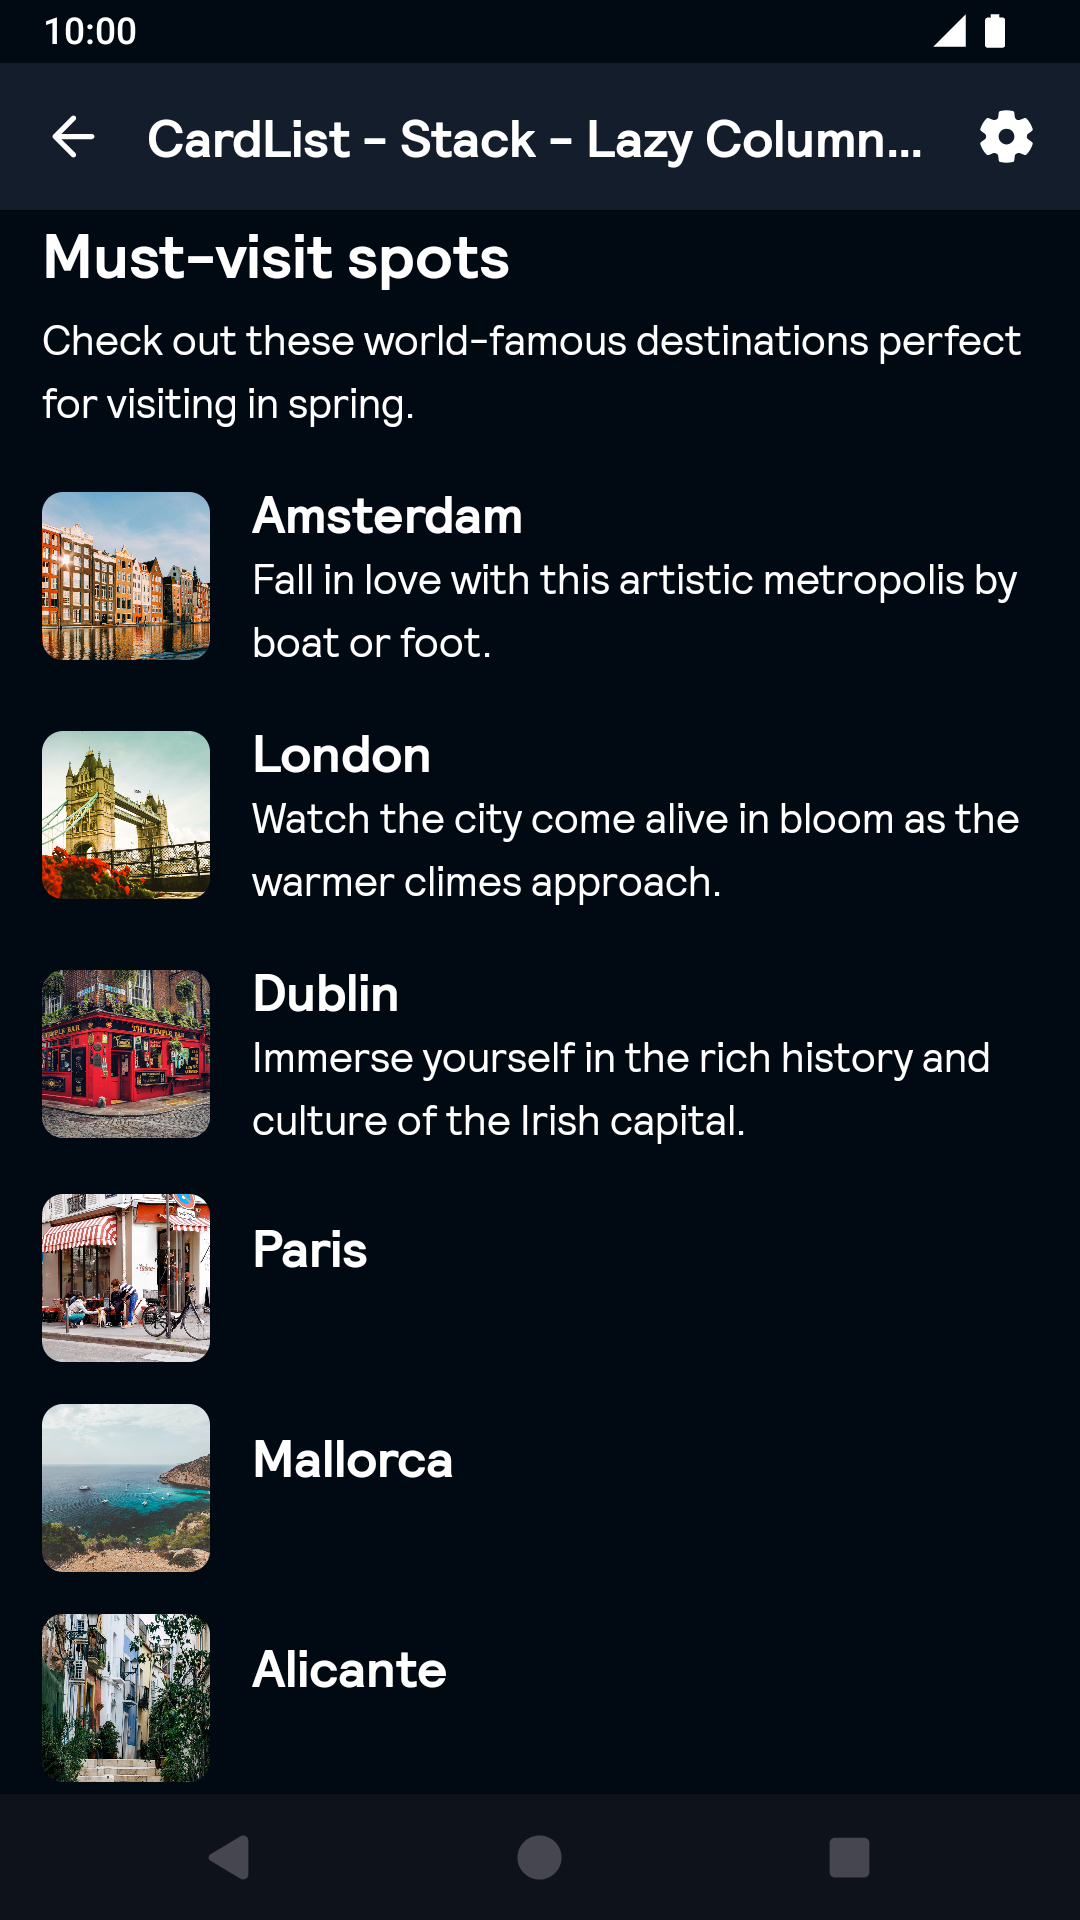 10:00
CardList - Stack - Lazy Column...
Must-visit spots
Check out these world-famous destinations perfect
for visiting in spring.
Amsterdam
Fall in love with this artistic metropolis by
boat or foot.
London
Watch the city come alive in bloom as the
warmer climes approach.
THE TEMPLE BAR
Dublin
Immerse yourself in the rich history and
culture of the Irish capital.
Paris
Mallorca
Alicante